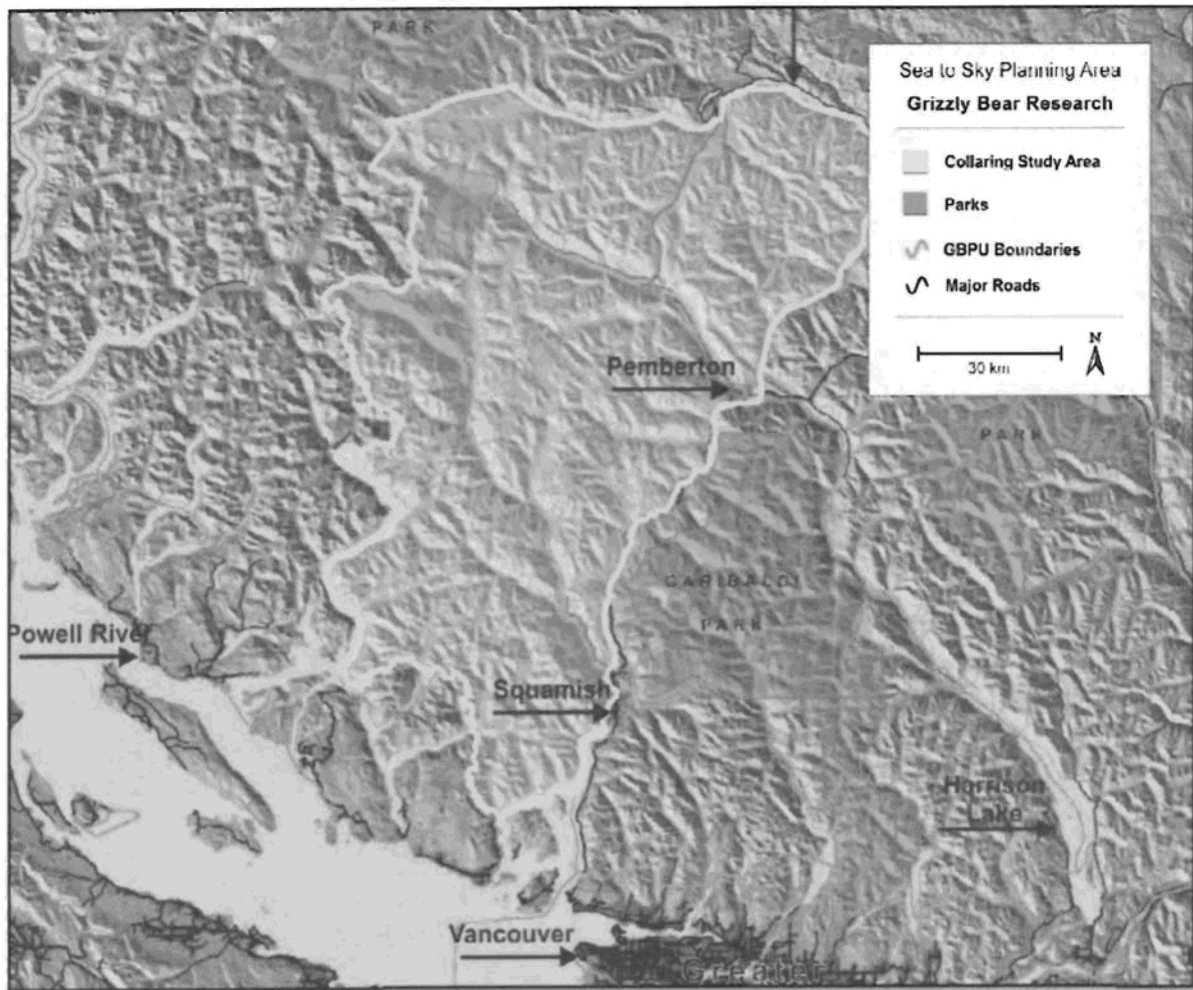 PARK
Sea to Sky Planning Area
Grizzly Bear Research
Collaring Study Area
Parks
GBPU Boundaries
Major Roads
N
30 km
Pemberton
PARK
GARIBALDI
PARK
Powell River
Squamish
Harrison
Lake
Vancouver
Greater